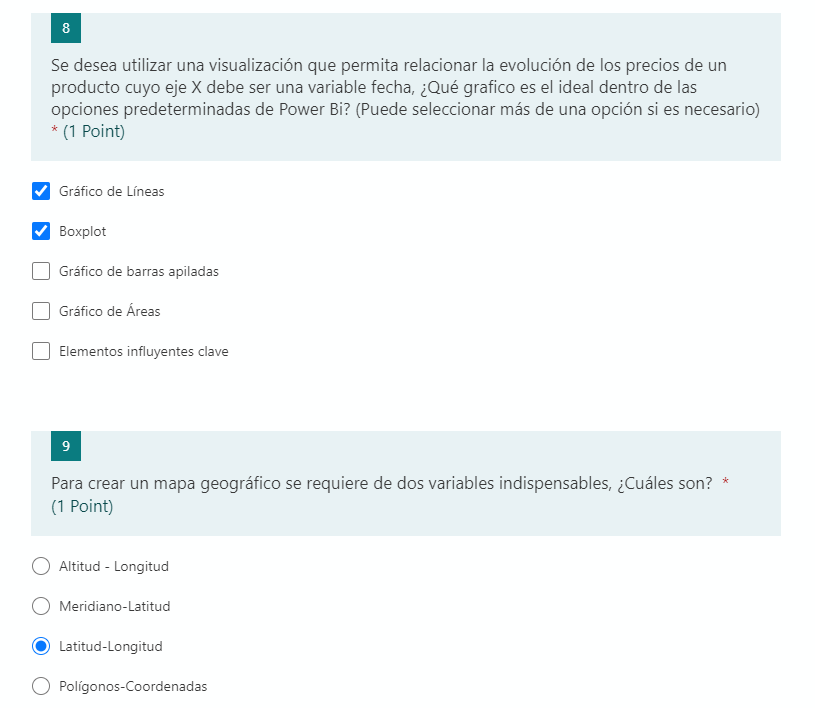 8
Se desea utilizar una visualización que permita relacionar la evolución de los precios de un
producto cuyo eje X debe ser una variable fecha, ¿Qué grafico es el ideal dentro de las
opciones predeterminadas de Power Bi? (Puede seleccionar más de una opción si es necesario)
* (1 Point)
Gráfico de Líneas
Boxplot
Gráfico de barras apiladas
Gráfico de Áreas
Elementos influyentes clave
9
Para crear un mapa geográfico se requiere de dos variables indispensables, ¿Cuáles son? *
(1 Point)
Altitud - Longitud
Meridiano-Latitud
Latitud-Longitud
Polígonos-Coordenadas